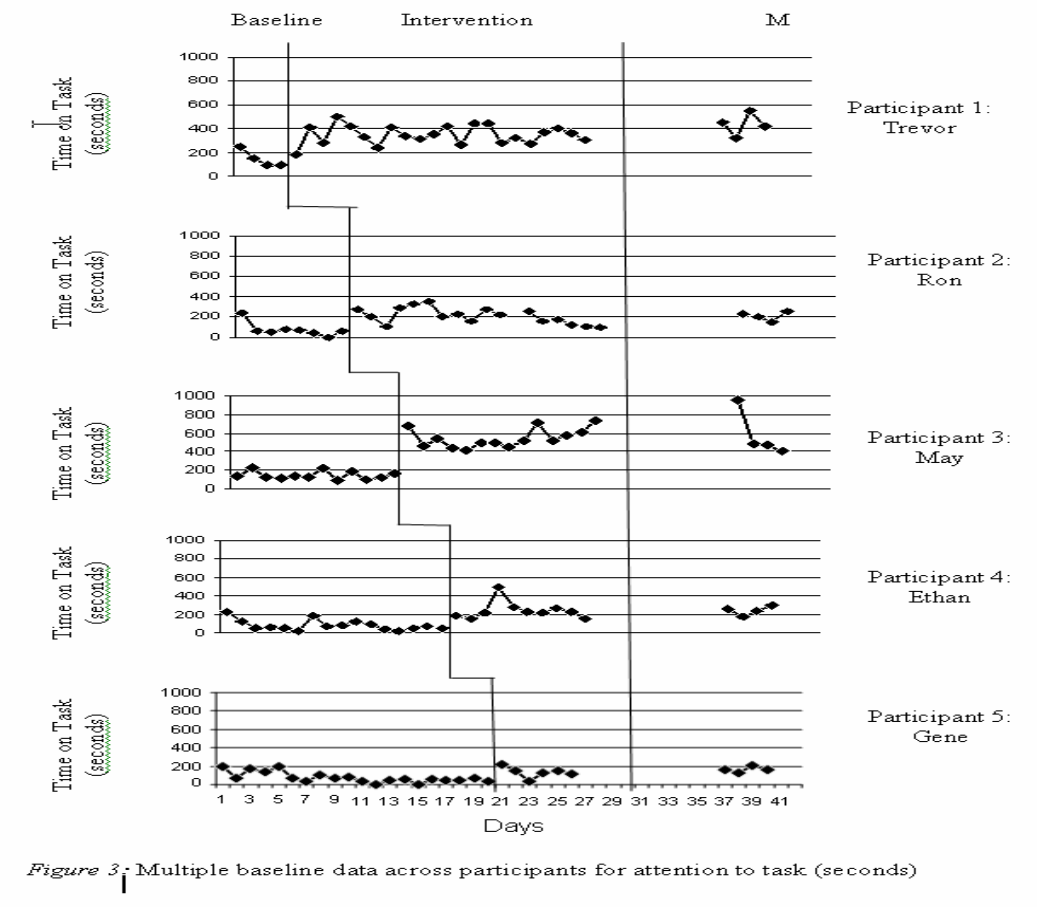 Baseline Intervention M
1000
800
600
400
200
0
Time on Task
(seconds)
Participant 1:
Trevor
1000
800
600
400
200
0
Time on Task
(seconds)
Participant 2:
Ron
1000
800
600
400
200
0
Time on Task
(seconds)
Participant 3:
May
1000
800
600
400
200
0
Time on Task
(seconds)
Participant 4:
Ethan
1000
800
600
400
200
0
Time on Task
(seconds)
Participant 5:
Gene
1 3 5 7 9 11 13 15 17 19 21 23 25 27 29 31 33 35 37 39 41
Days
Figure 3: Multiple baseline data across participants for attention to task (seconds)